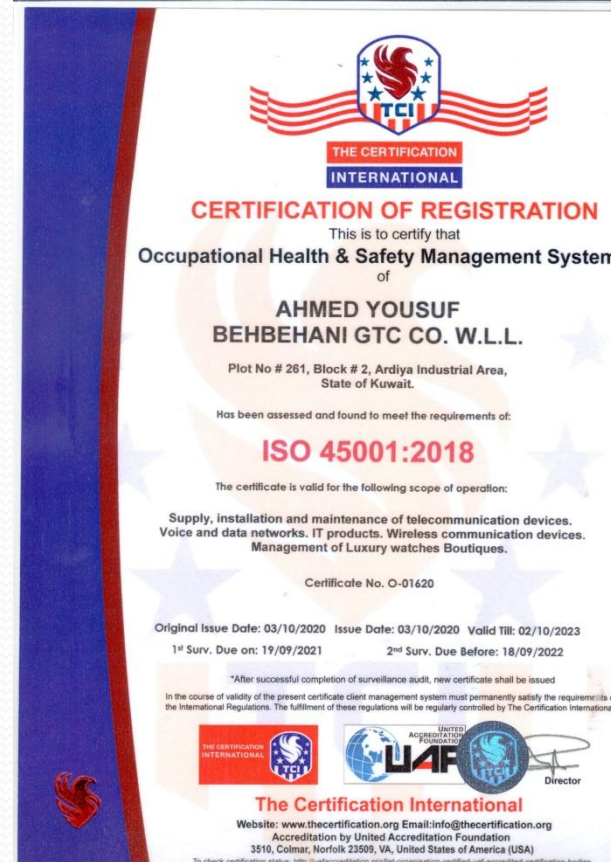 TCI
THE CERTIFICATION
INTERNATIONAL
CERTIFICATION OF REGISTRATION
This is to certify that
Occupational Health & Safety Management System
of
AHMED YOUSUF
BEHBEHANI GTC CO. W.L.L.
Plot No # 261, Block # 2, Ardiya Industrial Area,
State of Kuwait.
Has been assessed and found to meet the requirements of:
ISO 45001:2018
The certificate is valid for the following scope of operation:
Supply, installation and maintenance of telecommunication devices.
Voice and data networks. IT products. Wireless communication devices.
Management of Luxury watches Boutiques.
Certificate No. O-01620
Original Issue Date: 03/10/2020 Issue Date: 03/10/2020 Valid Till: 02/10/2023
1st Surv. Due on: 19/09/2021 2nd Surv. Due Before: 18/09/2022
*After successful completion of surveillance audit, new certificate shall be issued
In the course of validity of the present certificate client management system must permanently satisfy the requirements
the International Regulations. The fulfillment of these regulations will be regularly controlled by The Certification International
THE CERTIFICATION
INTERNATIONAL
TCI
UNITED
ACCREDITATION
FOUNDATION
UAF
TCI
Director
The Certification International
Website: www.thecertification.org Email:info@thecertification.org
Accreditation by United Accreditation Foundation
3510, Colmar, Norfolk 23509, VA, United States of America (USA)